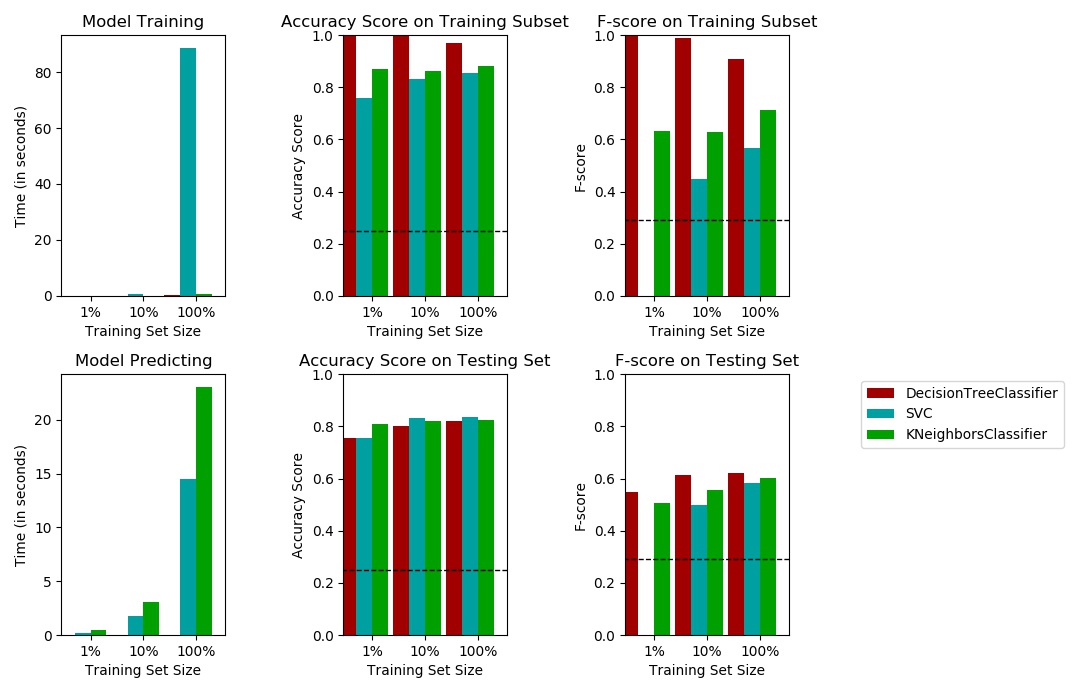 Model Training
Time (in seconds)
80
60
40
20
0
1% 10% 100%
Training Set Size
Accuracy Score on Training Subset
Accuracy Score
1.0
0.8
0.6
0.4
0.2
0.0
1% 10% 100%
Training Set Size
F-score on Training Subset
F-score
1.0
0.8
0.6
0.4
0.2
0.0
1% 10% 100%
Training Set Size
Model Predicting
Time (in seconds)
20
15
10
5
0
1% 10% 100%
Training Set Size
Accuracy Score on Testing Set
Accuracy Score
1.0
0.8
0.6
0.4
0.2
0.0
1% 10% 100%
Training Set Size
F-score on Testing Set
F-score
1.0
0.8
0.6
0.4
0.2
0.0
1% 10% 100%
Training Set Size
DecisionTreeClassifier
SVC
KNeighborsClassifier